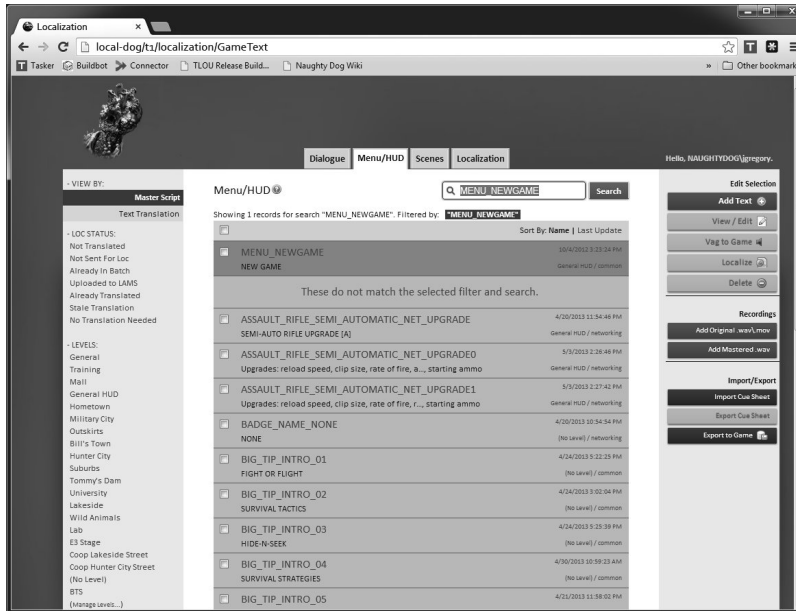 Localization
local-dog/t1/localization/GameText
Tasker Buildbot Connector TLOU Release Build... Naughty Dog Wiki » Other bookmark
Dialogue Menu/HUD Scenes Localization
Hello, NAUGHTYDOG\jgregory.
- VIEW BY:
Master Script
Text Translation
- LOC STATUS:
Not Translated
Not Sent For Loc
Already In Batch
Uploaded to LAMS
Already Translated
Stale Translation
No Translation Needed
- LEVELS:
General
Training
Mall
General HUD
Hometown
Military City
Outskirts
Bill's Town
Hunter City
Suburbs
Tommy's Dam
University
Lakeside
Wild Animals
Lab
E3 Stage
Coop Lakeside Street
Coop Hunter City Street
(No Level)
BTS
(Manage Levels...)
Menu/HUD
MENU_NEWGAME
Search
Showing 1 records for search "MENU_NEWGAME". Filtered by: "MENU_NEWGAME"
Sort By: Name | Last Update
MENU_NEWGAME 10/4/2012 5:23:24 PM
NEW GAME General HUD / common
These do not match the selected filter and search.
ASSAULT_RIFLE_SEMI_AUTOMATIC_NET_UPGRADE 4/20/2013 11:54:46 PM
SEMI-AUTO RIFLE UPGRADE [A] General HUD / networking
ASSAULT_RIFLE_SEMI_AUTOMATIC_NET_UPGRADE0 5/3/2013 2:26:46 PM
Upgrades: reload speed, clip size, rate of fire, a..., starting ammo General HUD / networking
ASSAULT_RIFLE_SEMI_AUTOMATIC_NET_UPGRADE1 5/3/2013 2:27:42 PM
Upgrades: reload speed, clip size, rate of fire, r..., starting ammo General HUD / networking
BADGE_NAME_NONE 4/20/2013 10:54:54 PM
NONE (No Level) / networking
BIG_TIP_INTRO_01 4/24/2013 5:22:25 PM
FIGHT OR FLIGHT (No Level) / common
BIG_TIP_INTRO_02 4/24/2013 3:02:04 PM
SURVIVAL TACTICS (No Level) / common
BIG_TIP_INTRO_03 4/24/2013 5:25:39 PM
HIDE-N-SEEK (No Level) / common
BIG_TIP_INTRO_04 4/30/2013 10:59:23 AM
SURVIVAL STRATEGIES (No Level) / common
BIG_TIP_INTRO_05 4/21/2013 11:58:02 PM
Edit Selection
Add Text
View / Edit
Vag to Game
Localize
Delete
Recordings
Add Original .wav\.mov
Add Mastered .wav
Import/Export
Import Cue Sheet
Export Cue Sheet
Export to Game